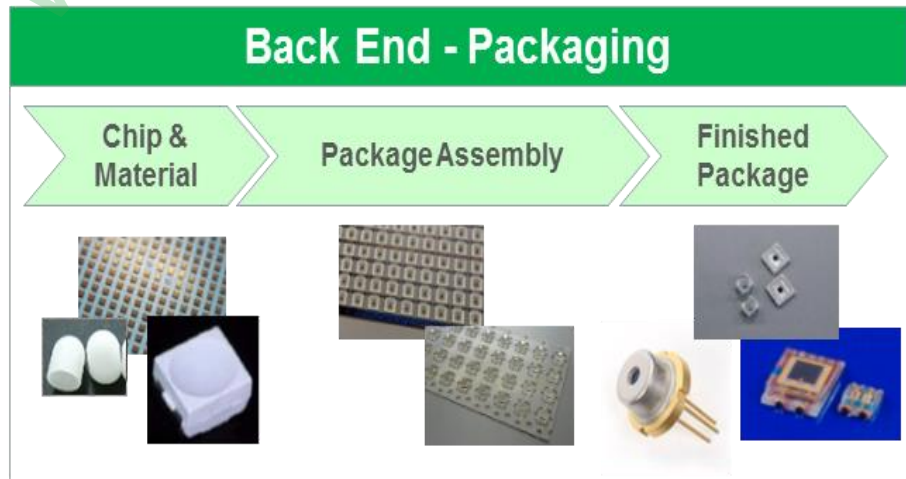 Back End - Packaging
Chip &
Material
Package Assembly
Finished
Package